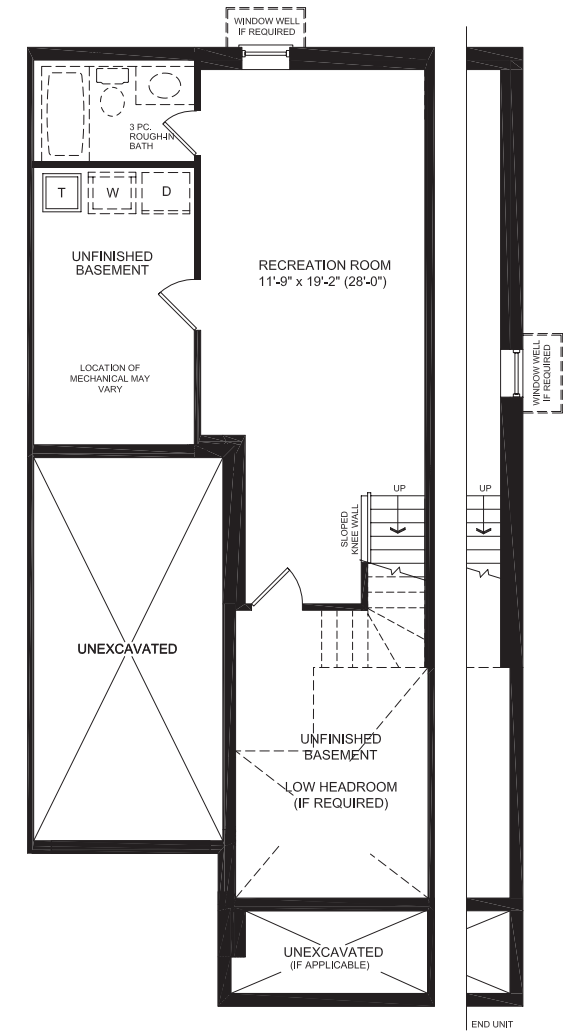 WINDOW WELL
IF REQUIRED
3 PC.
ROUGH-IN
BATH
T
W
D
UNFINISHED
BASEMENT
RECREATION ROOM
11'-9" x 19'-2" (28'-0")
LOCATION OF
MECHANICAL MAY
VARY
WINDOW WELL
IF REQUIRED
UP
UP
SLOPED
KNEE WALL
UNEXCAVATED
UNFINISHED
BASEMENT
LOW HEADROOM
(IF REQUIRED)
UNEXCAVATED
(IF APPLICABLE)
END UNIT